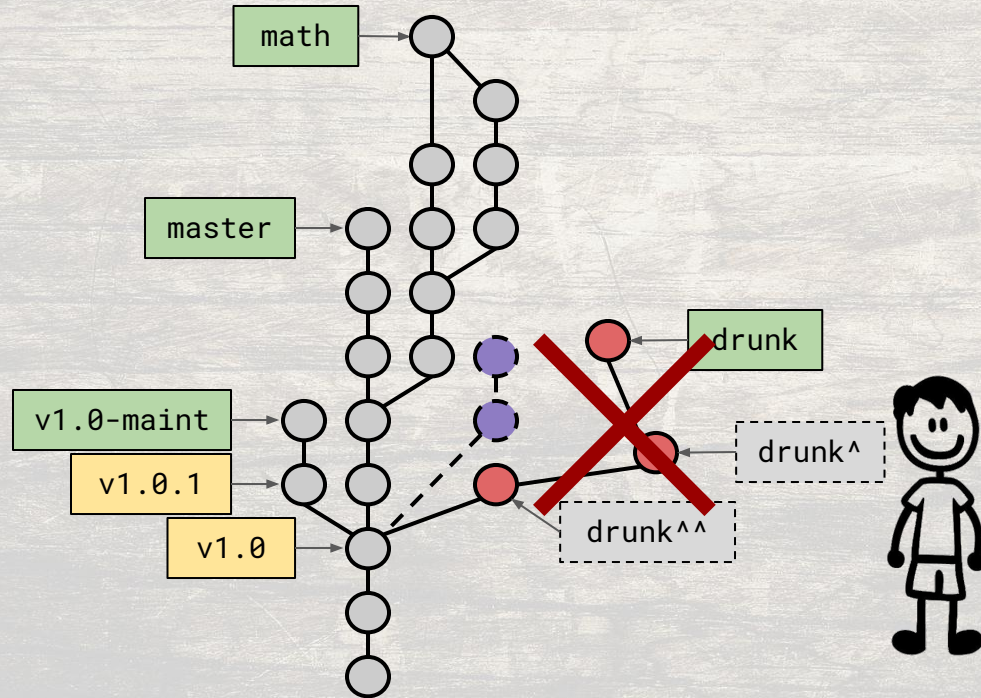 math
master
drunk
v1.0-maint
drunk^
v1.0.1
drunk^^
v1.0